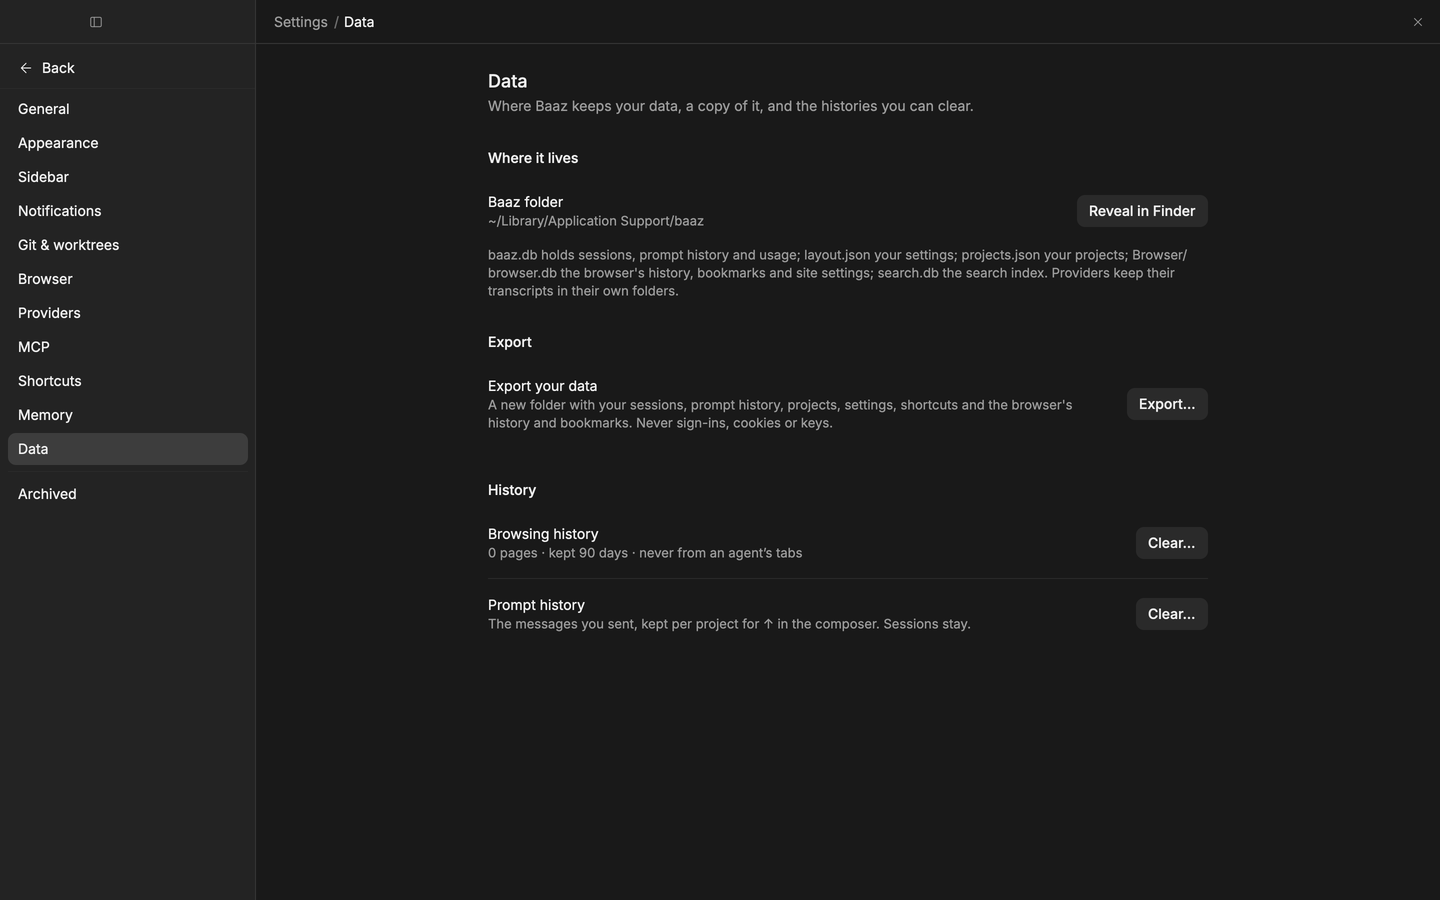 Settings / Data
Back
General
Appearance
Sidebar
Notifications
Git & worktrees
Browser
Providers
MCP
Shortcuts
Memory
Data
Archived
Data
Where Baaz keeps your data, a copy of it, and the histories you can clear.
Where it lives
Baaz folder
~/Library/Application Support/baaz
Reveal in Finder
baaz.db holds sessions, prompt history and usage; layout.json your settings; projects.json your projects; Browser/
browser.db the browser's history, bookmarks and site settings; search.db the search index. Providers keep their
transcripts in their own folders.
Export
Export your data
A new folder with your sessions, prompt history, projects, settings, shortcuts and the browser's
history and bookmarks. Never sign-ins, cookies or keys.
Export...
History
Browsing history
0 pages · kept 90 days · never from an agent’s tabs
Clear...
Prompt history
The messages you sent, kept per project for ↑ in the composer. Sessions stay.
Clear...